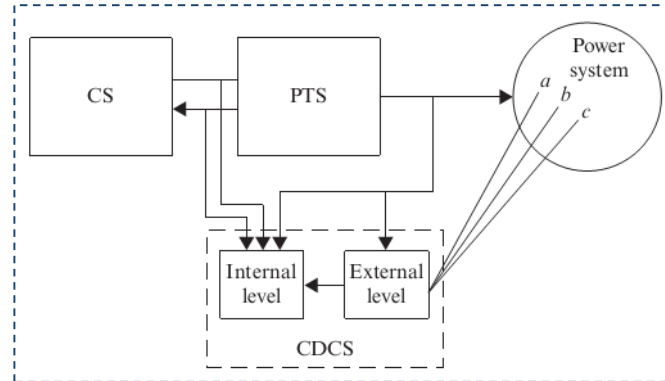 CS
PTS
Power
system
a
b
c
Internal
level
External
level
CDCS